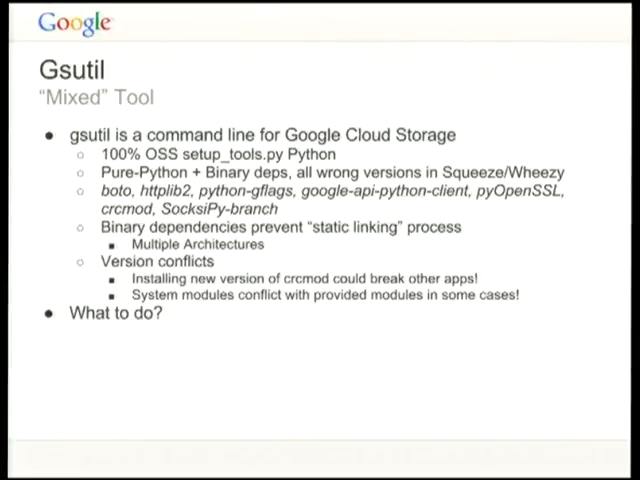 Google
Gsutil
“Mixed” Tool
● gsutil is a command line for Google Cloud Storage
○ 100% OSS setup_tools.py Python
○ Pure-Python + Binary deps, all wrong versions in Squeeze/Wheezy
○ boto, httplib2, python-gflags, google-api-python-client, pyOpenSSL,
crcmod, SocksiPy-branch
○ Binary dependencies prevent “static linking” process
■ Multiple Architectures
○ Version conflicts
■ Installing new version of crcmod could break other apps!
■ System modules conflict with provided modules in some cases!
● What to do?